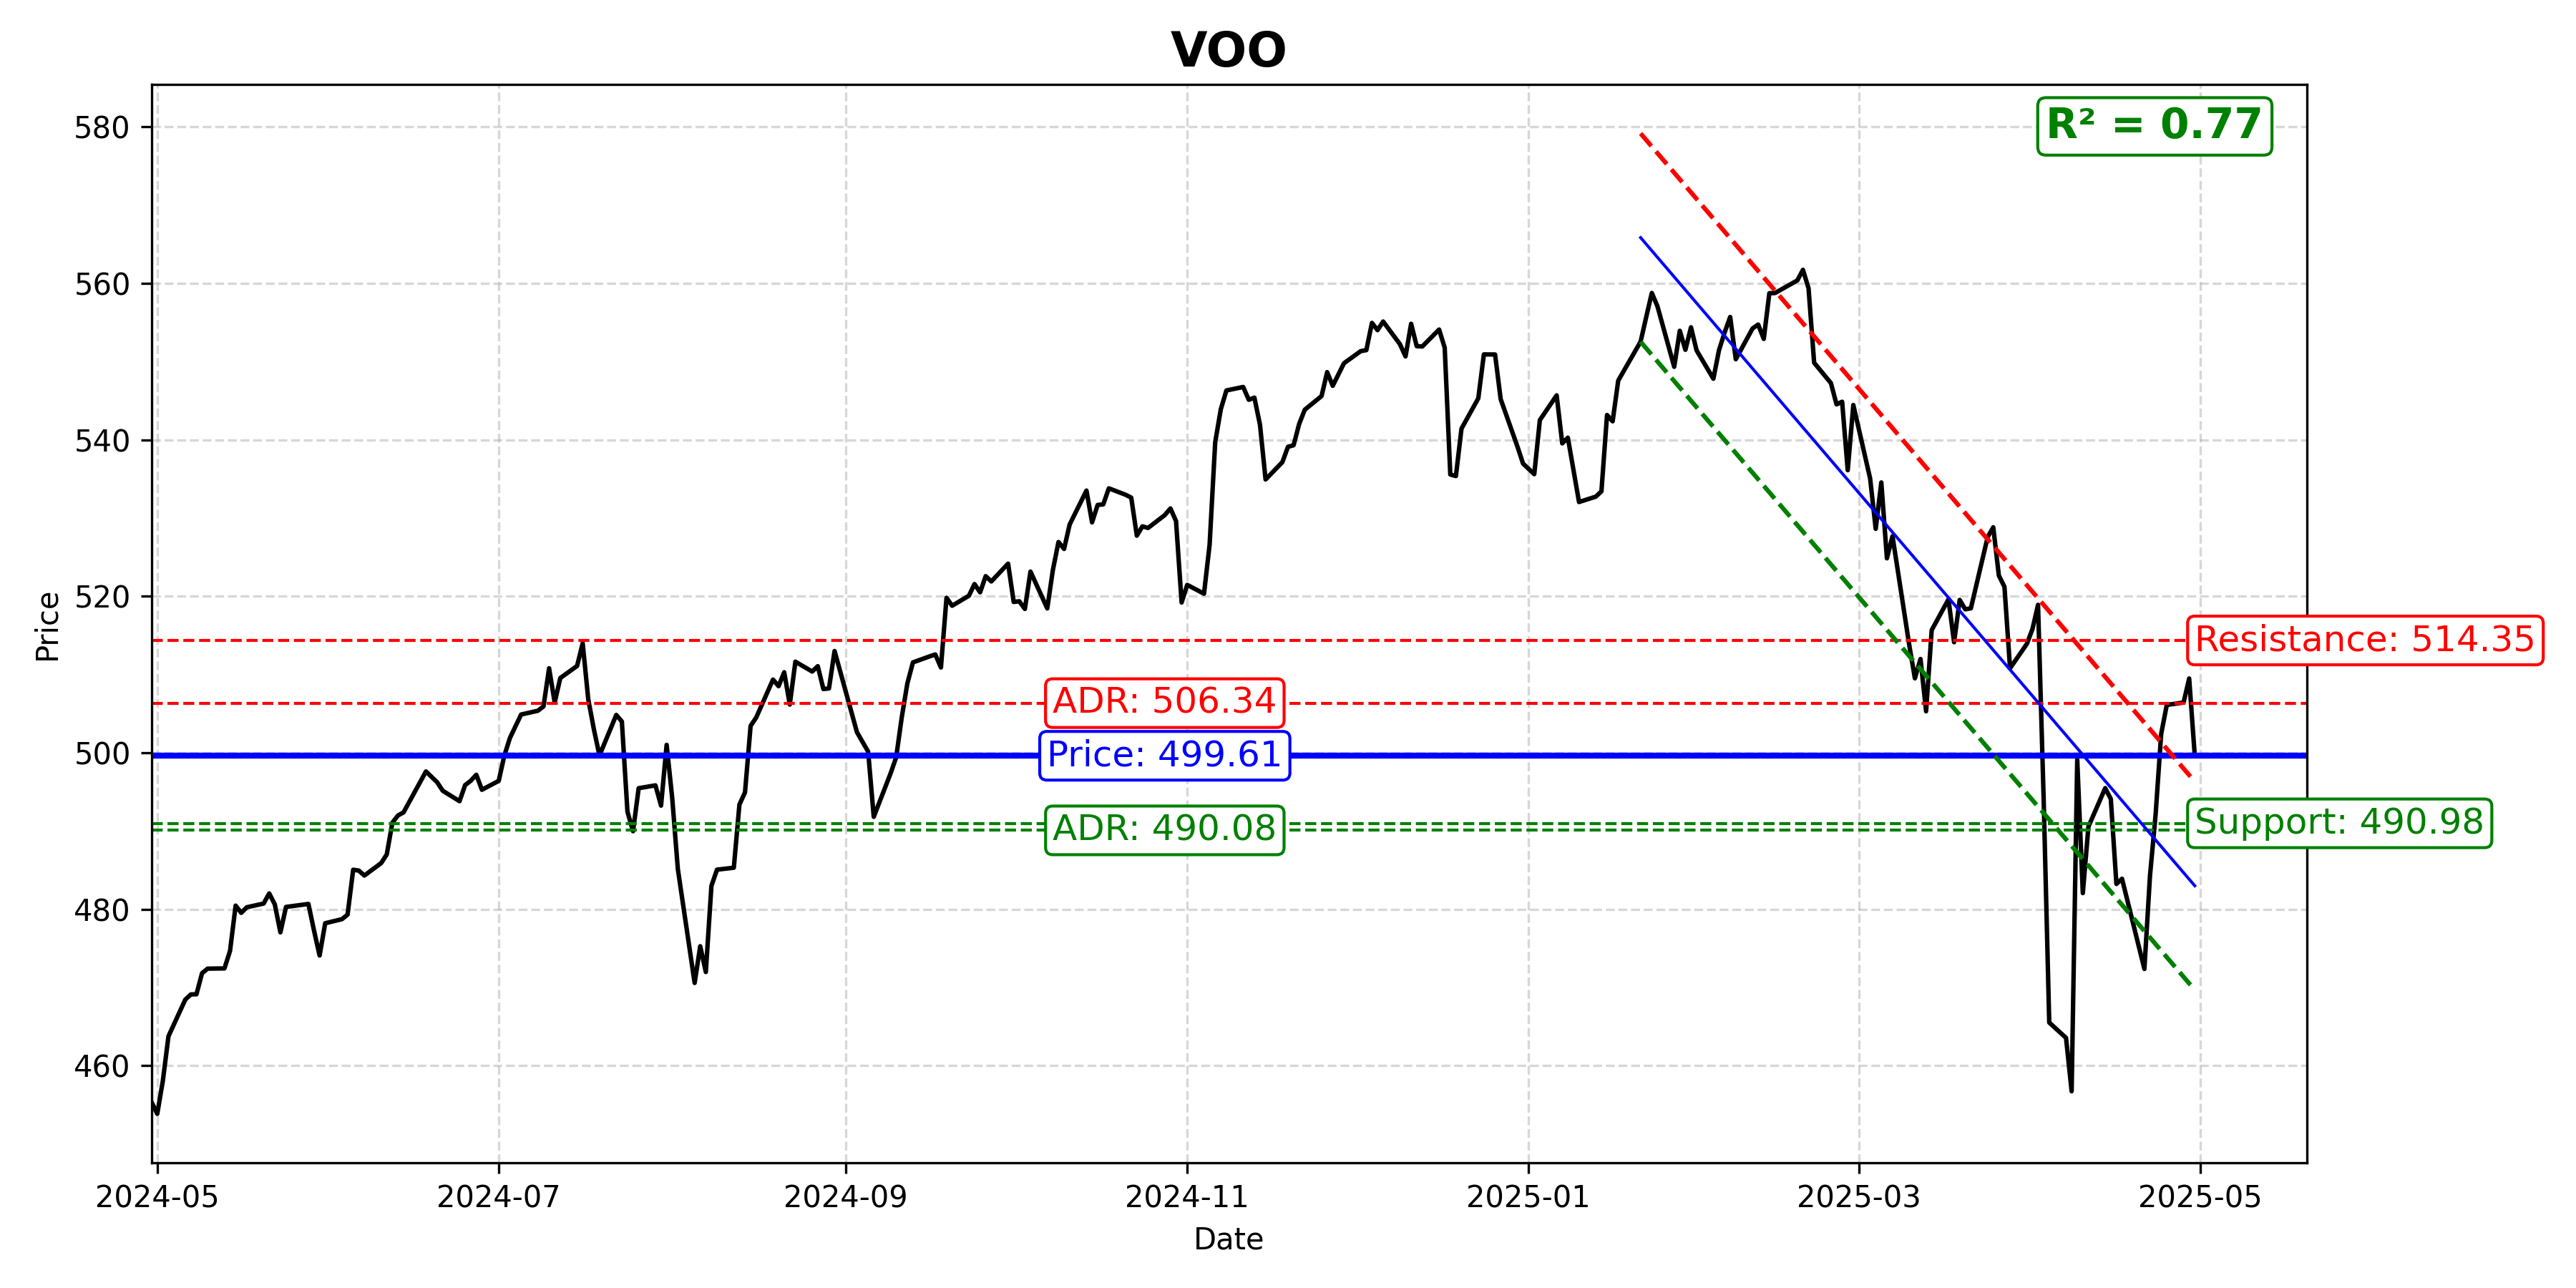 VOO
R² = 0.77
580
560
540
520
500
480
460
Price
Resistance: 514.35
ADR: 506.34
Price: 499.61
ADR: 490.08
Support: 490.98
2024-05
2024-07
2024-09
2024-11
2025-01
2025-03
2025-05
Date